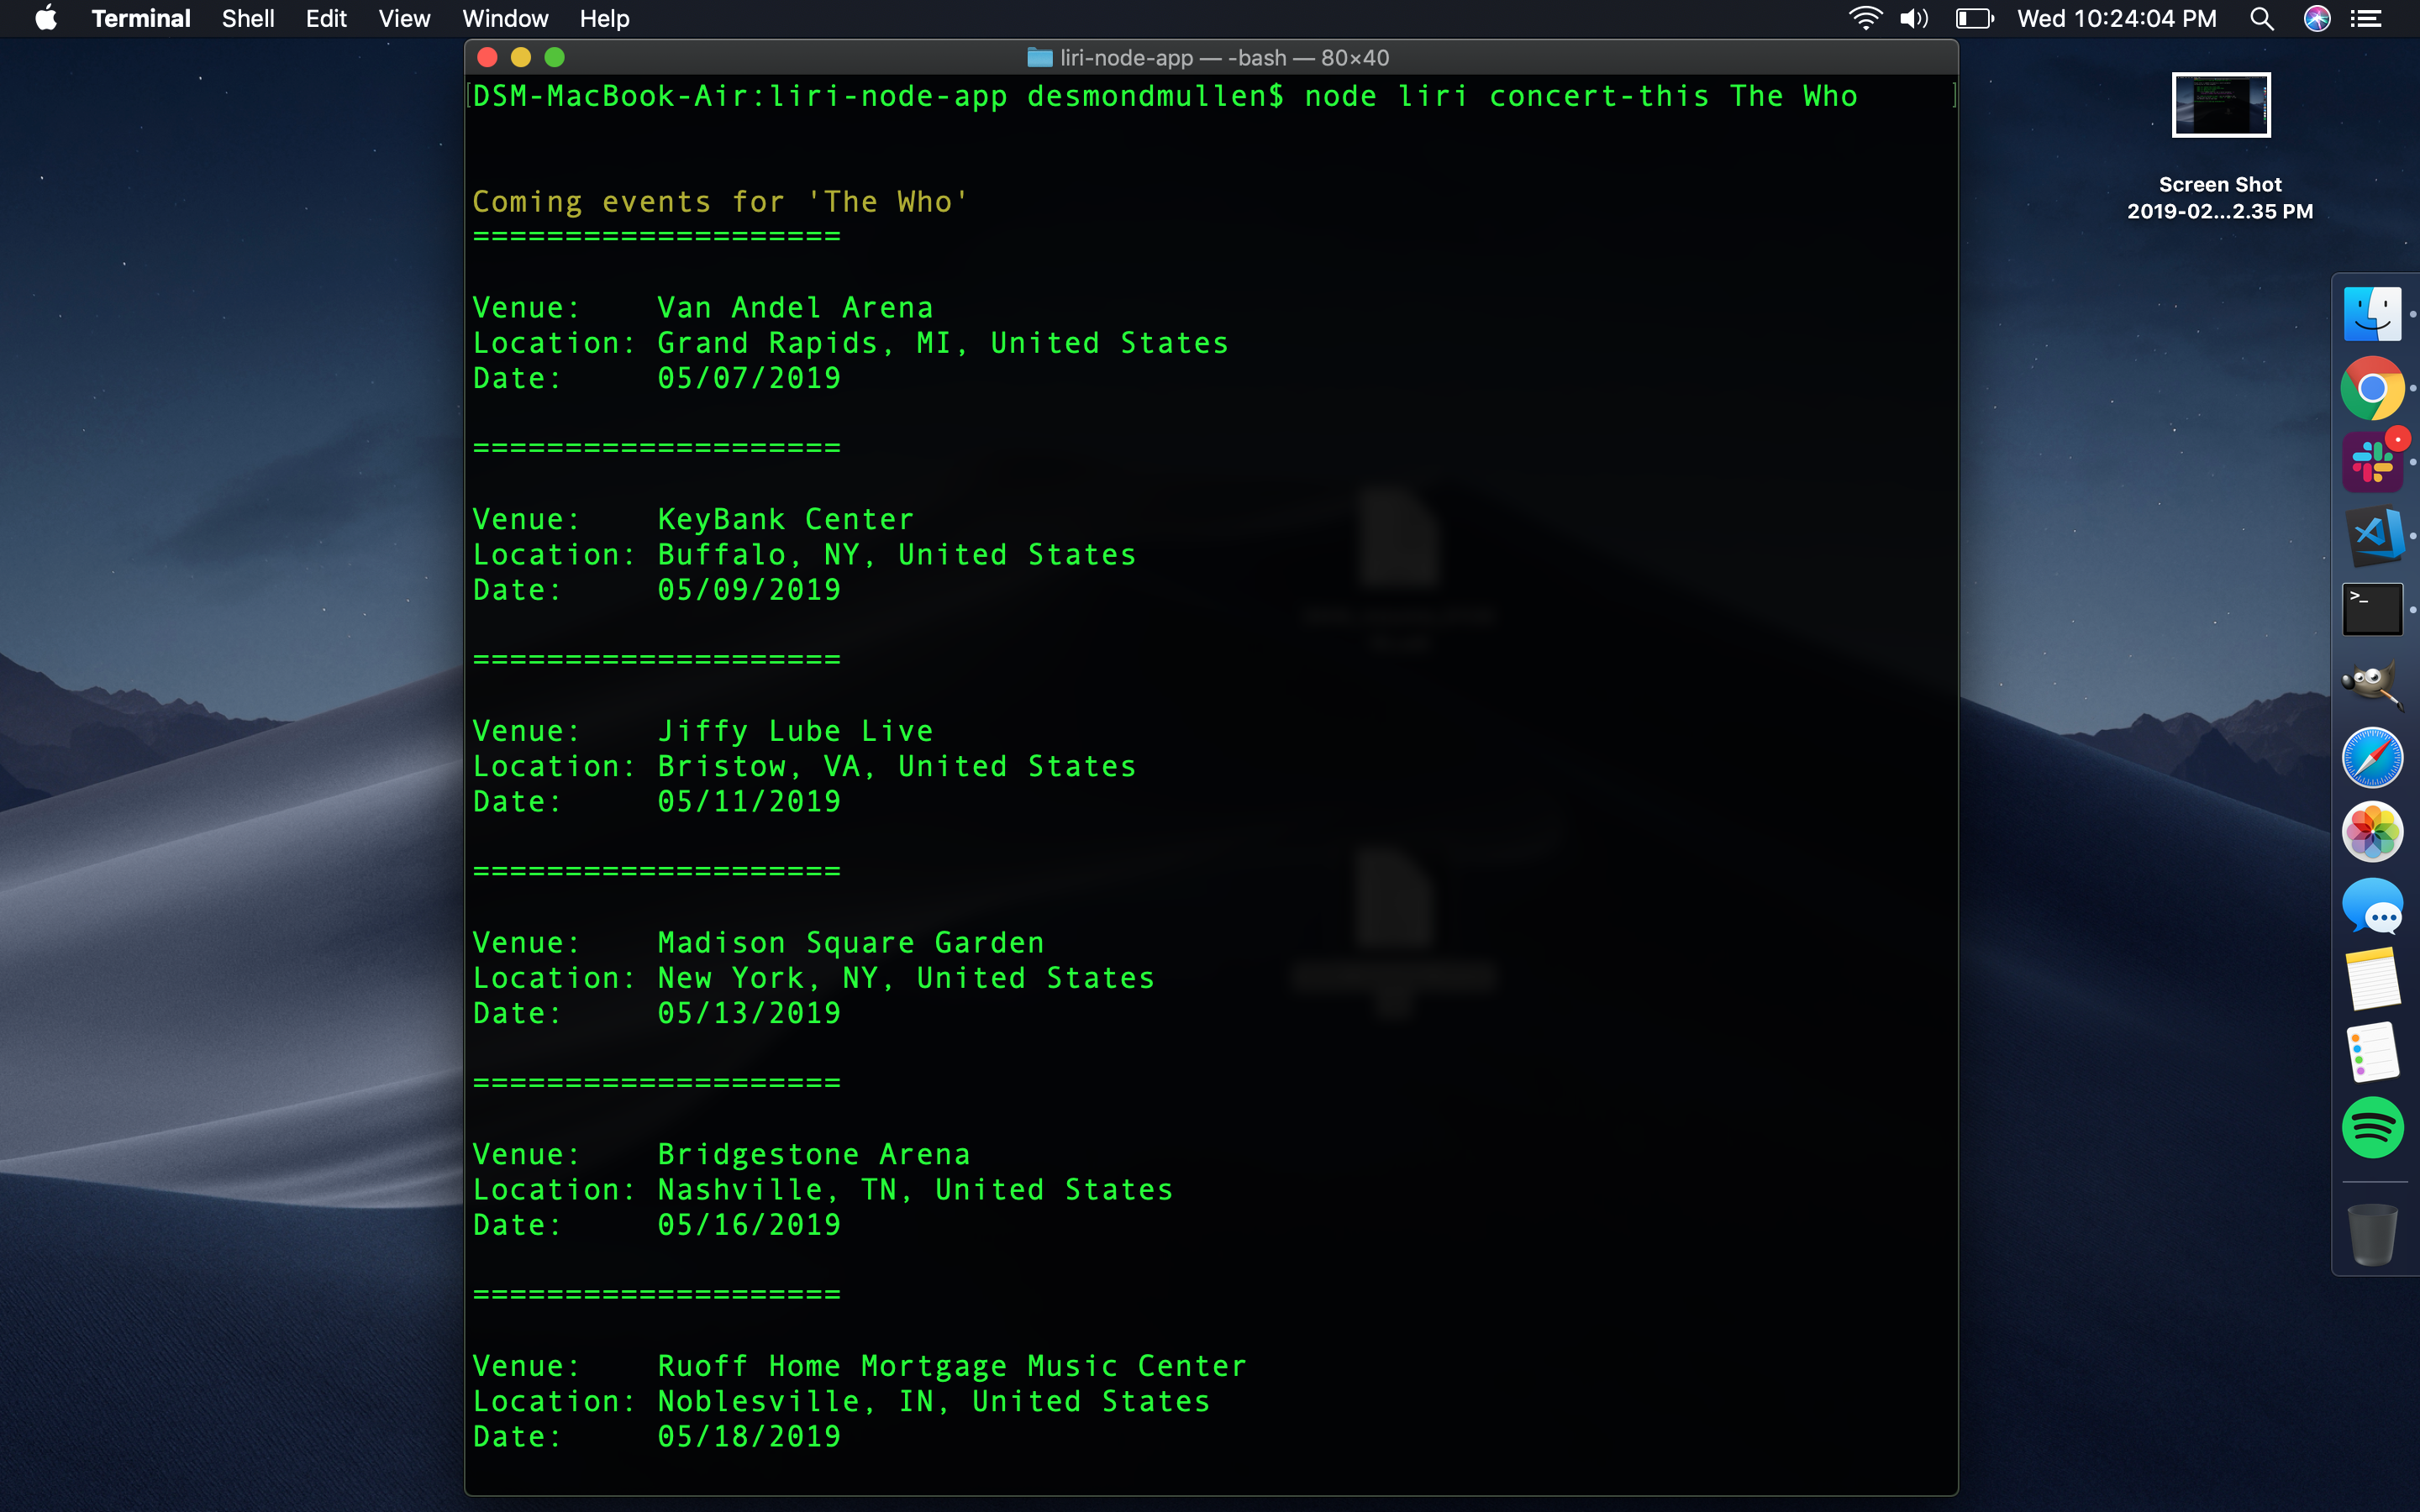 Terminal Shell Edit View Window Help Wed 10:24:04 PM
liri-node-app — -bash — 80×40
DSM-MacBook-Air:liri-node-app desmondmullen$ node liri concert-this The Who
Coming events for 'The Who'
====================
Venue: Van Andel Arena
Location: Grand Rapids, MI, United States
Date: 05/07/2019
====================
Venue: KeyBank Center
Location: Buffalo, NY, United States
Date: 05/09/2019
====================
Venue: Jiffy Lube Live
Location: Bristow, VA, United States
Date: 05/11/2019
====================
Venue: Madison Square Garden
Location: New York, NY, United States
Date: 05/13/2019
====================
Venue: Bridgestone Arena
Location: Nashville, TN, United States
Date: 05/16/2019
====================
Venue: Ruoff Home Mortgage Music Center
Location: Noblesville, IN, United States
Date: 05/18/2019
Screen Shot
2019-02...2.35 PM
>_